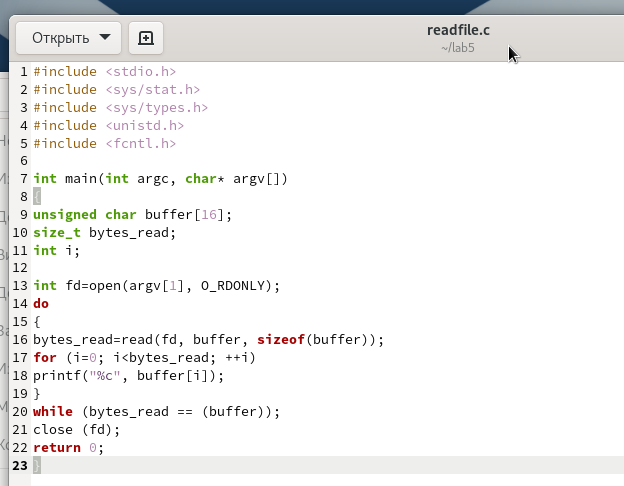 Открыть
readfile.c
~/lab5
1 #include <stdio.h>
2 #include <sys/stat.h>
3 #include <sys/types.h>
4 #include <unistd.h>
5 #include <fcntl.h>
6
7 int main(int argc, char* argv[])
8 {
9 unsigned char buffer[16];
10 size_t bytes_read;
11 int i;
12
13 int fd=open(argv[1], O_RDONLY);
14 do
15 {
16 bytes_read=read(fd, buffer, sizeof(buffer));
17 for (i=0; i<bytes_read; ++i)
18 printf("%c", buffer[i]);
19 }
20 while (bytes_read == (buffer));
21 close (fd);
22 return 0;
23 }